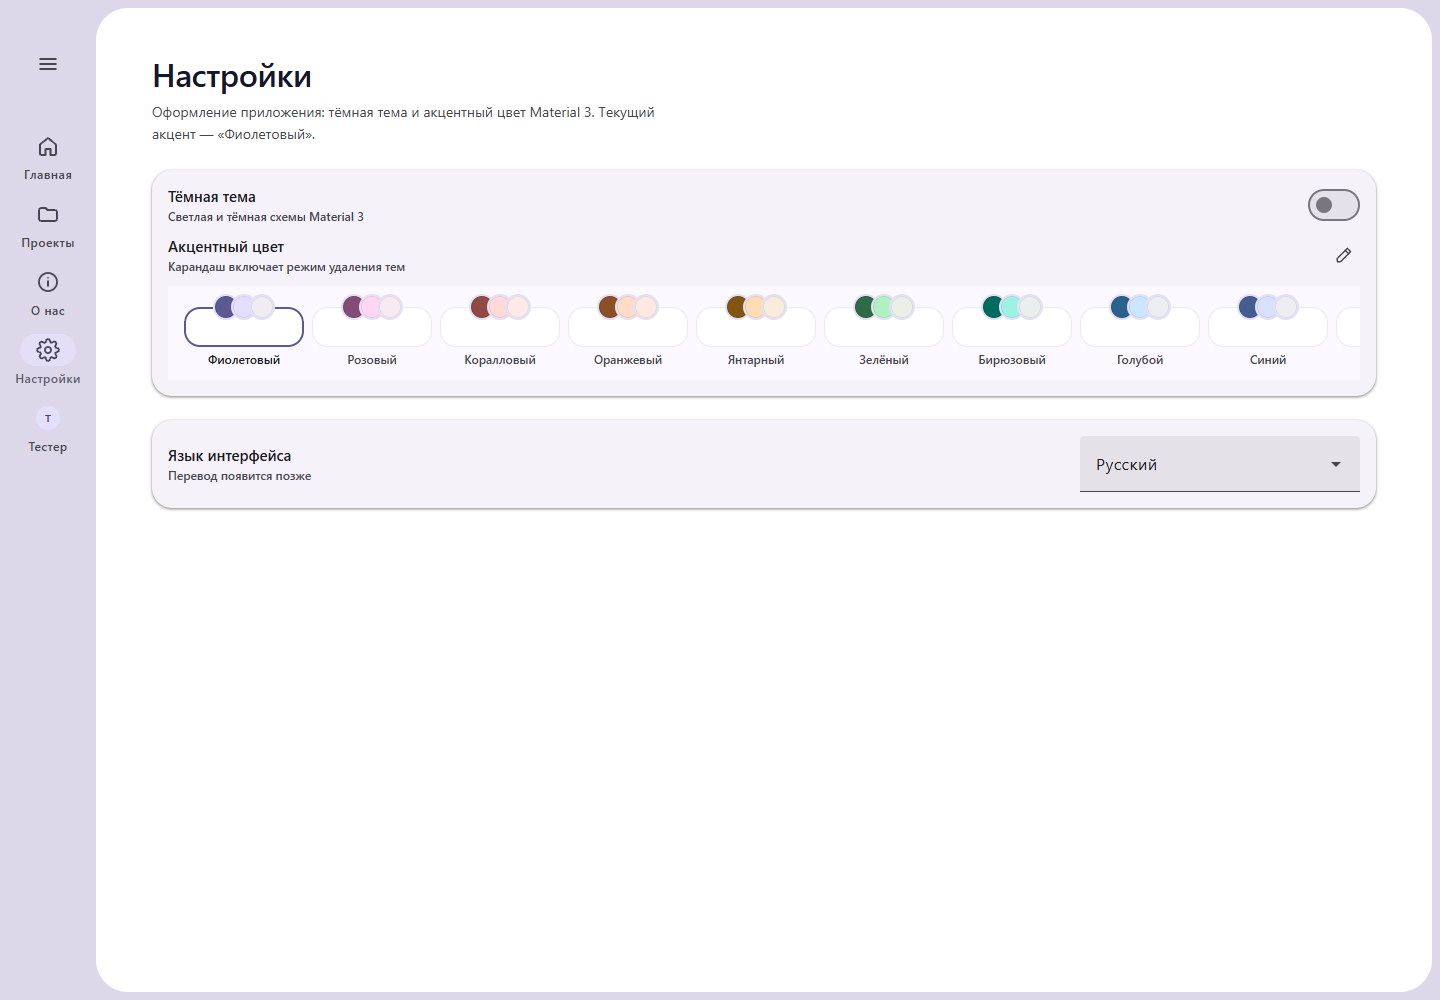 Настройки
Оформление приложения: тёмная тема и акцентный цвет Material 3. Текущий
акцент — «Фиолетовый».
Главная
Проекты
О нас
Настройки
Т
Тестер
Тёмная тема
Светлая и тёмная схемы Material 3
Акцентный цвет
Карандаш включает режим удаления тем
Фиолетовый
Розовый
Коралловый
Оранжевый
Янтарный
Зелёный
Бирюзовый
Голубой
Синий
Язык интерфейса
Перевод появится позже
Русский